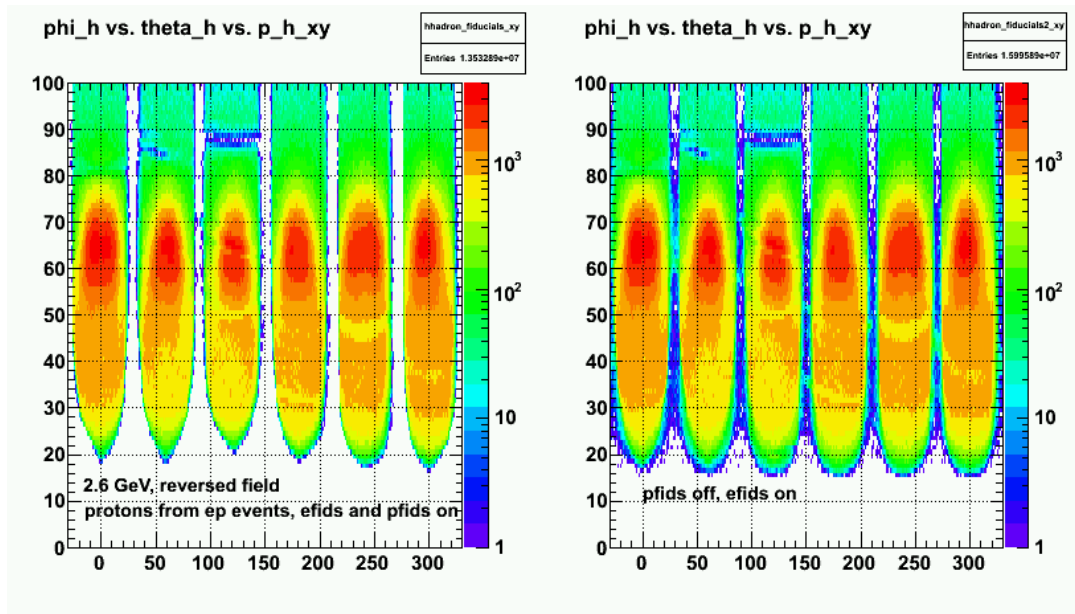 phi_h vs. theta_h vs. p_h_xy
hhadron_fiducials_xy
Entries 1.353289e+07
100
90
80
70
60
50
40
30
20
10
0
0 50 100 150 200 250 300
10³
10²
10
1
2.6 GeV, reversed field
protons from ep events, efids and pfids on
phi_h vs. theta_h vs. p_h_xy
hhadron_fiducials2_xy
Entries 1.599589e+07
100
90
80
70
60
50
40
30
20
10
0
0 50 100 150 200 250 300
10³
10²
10
1
pfids off, efids on